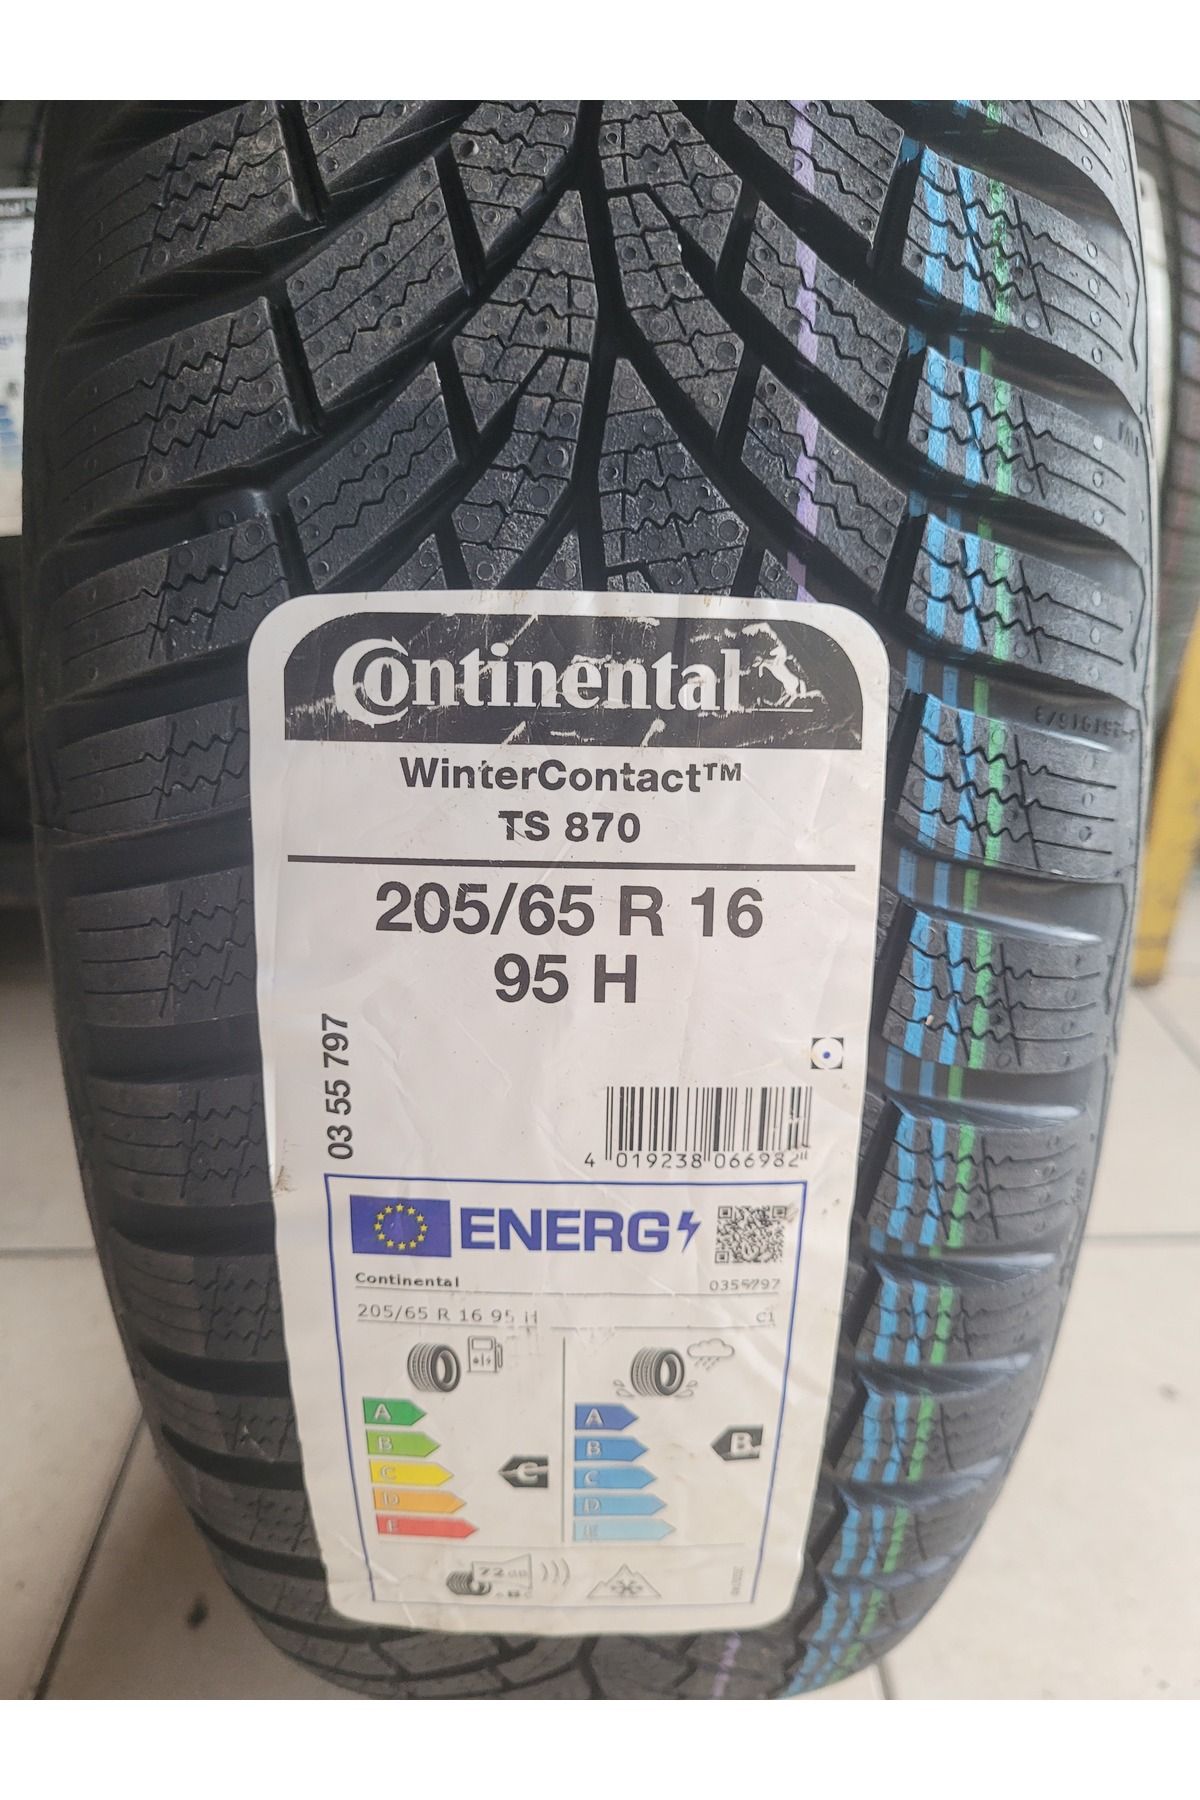 Continental
WinterContact™
TS 870
205/65 R 16
95 H
03 55 797
4 019238 066982
ENERG
Continental 0355797
205/65 R 16 95 H C1
A
B
C
D
E
C
A
B
C
D
B
72 dB